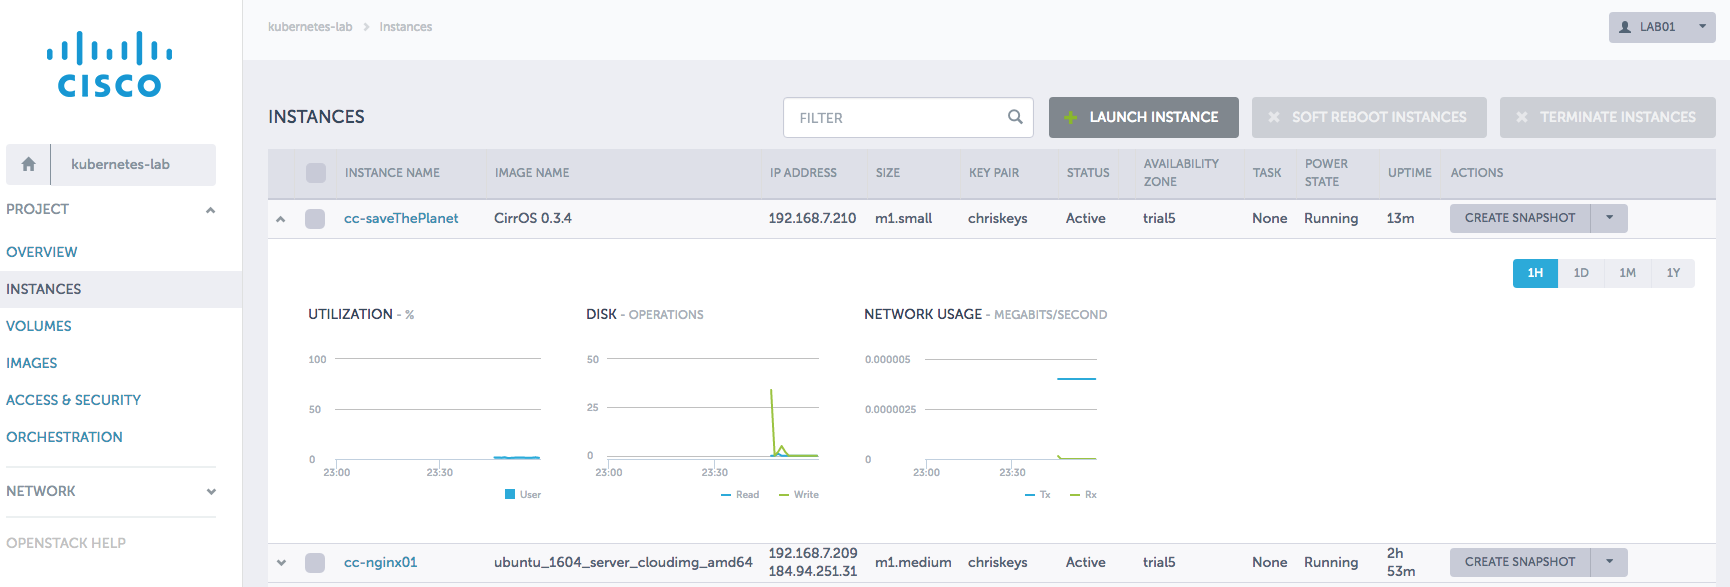 CISCO
kubernetes-lab
PROJECT
OVERVIEW
INSTANCES
VOLUMES
IMAGES
ACCESS & SECURITY
ORCHESTRATION
NETWORK
OPENSTACK HELP
kubernetes-lab > Instances
LAB01
INSTANCES
FILTER
LAUNCH INSTANCE
SOFT REBOOT INSTANCES
TERMINATE INSTANCES
INSTANCE NAME IMAGE NAME IP ADDRESS SIZE KEY PAIR STATUS AVAILABILITY ZONE TASK POWER STATE UPTIME ACTIONS
cc-saveThePlanet CirrOS 0.3.4 192.168.7.210 m1.small chriskeys Active trial5 None Running 13m CREATE SNAPSHOT
1H 1D 1M 1Y
UTILIZATION - %
100
50
0
23:00 23:30
User
DISK - OPERATIONS
50
25
0
23:00 23:30
Read Write
NETWORK USAGE - MEGABITS/SECOND
0.000005
0.0000025
0
23:00 23:30
Tx Rx
cc-nginx01 ubuntu_1604_server_cloudimg_amd64 192.168.7.209 184.94.251.31 m1.medium chriskeys Active trial5 None Running 2h 53m CREATE SNAPSHOT